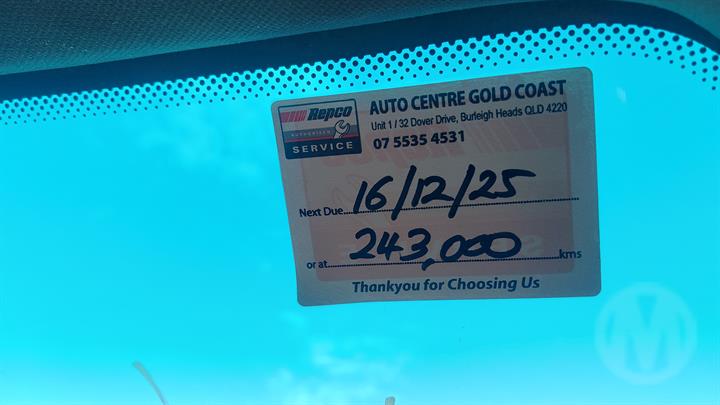 Repco
AUTHORISED
SERVICE
AUTO CENTRE GOLD COAST
Unit 1 / 32 Dover Drive, Burleigh Heads QLD 4220
07 5535 4531
Next Due 16/12/25
or at 243,000 kms
Thankyou for Choosing Us
M